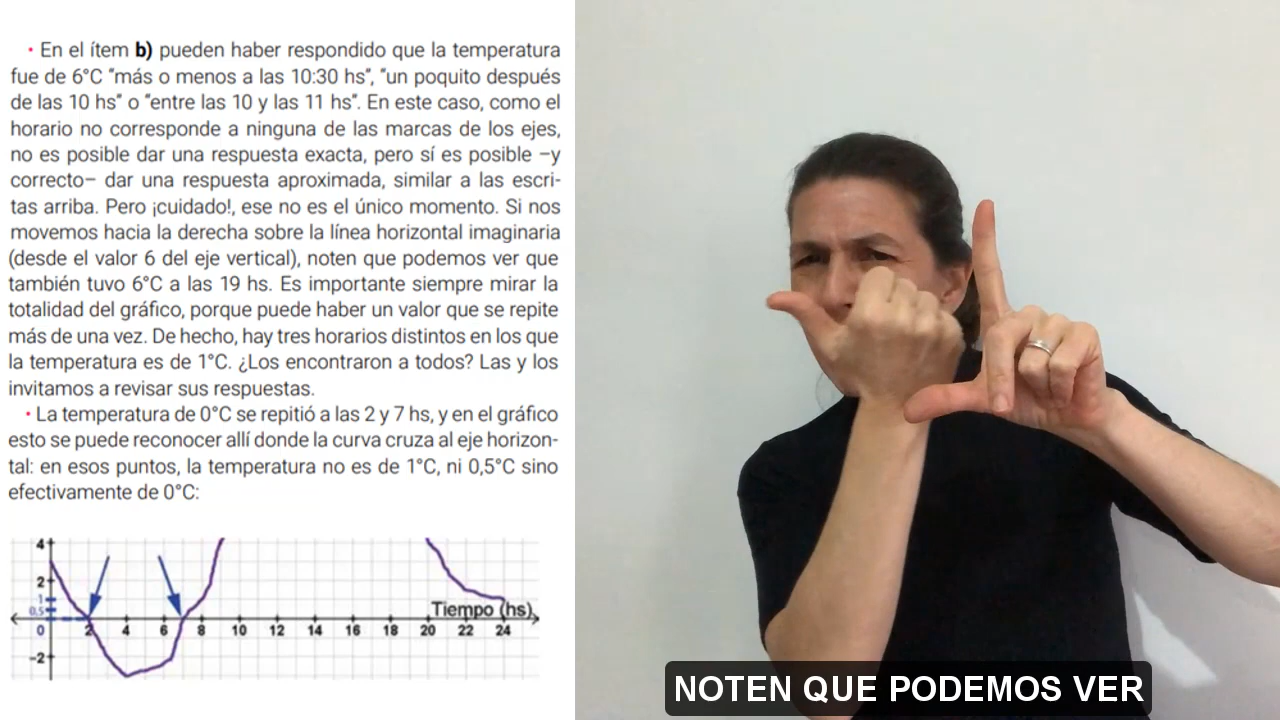 • En el ítem b) pueden haber respondido que la temperatura
fue de 6°C "más o menos a las 10:30 hs", "un poquito después
de las 10 hs" o "entre las 10 y las 11 hs". En este caso, como el
horario no corresponde a ninguna de las marcas de los ejes,
no es posible dar una respuesta exacta, pero sí es posible –y
correcto– dar una respuesta aproximada, similar a las escri-
tas arriba. Pero ¡cuidado!, ese no es el único momento. Si nos
movemos hacia la derecha sobre la línea horizontal imaginaria
(desde el valor 6 del eje vertical), noten que podemos ver que
también tuvo 6°C a las 19 hs. Es importante siempre mirar la
totalidad del gráfico, porque puede haber un valor que se repite
más de una vez. De hecho, hay tres horarios distintos en los que
la temperatura es de 1°C. ¿Los encontraron a todos? Las y los
invitamos a revisar sus respuestas.
• La temperatura de 0°C se repitió a las 2 y 7 hs, y en el gráfico
esto se puede reconocer allí donde la curva cruza al eje horizon-
tal: en esos puntos, la temperatura no es de 1°C, ni 0,5°C sino
efectivamente de 0°C:
4
2
1
0.5
Tiempo (hs)
0 2 4 6 8 10 12 14 16 18 20 22 24
-2
NOTEN QUE PODEMOS VER